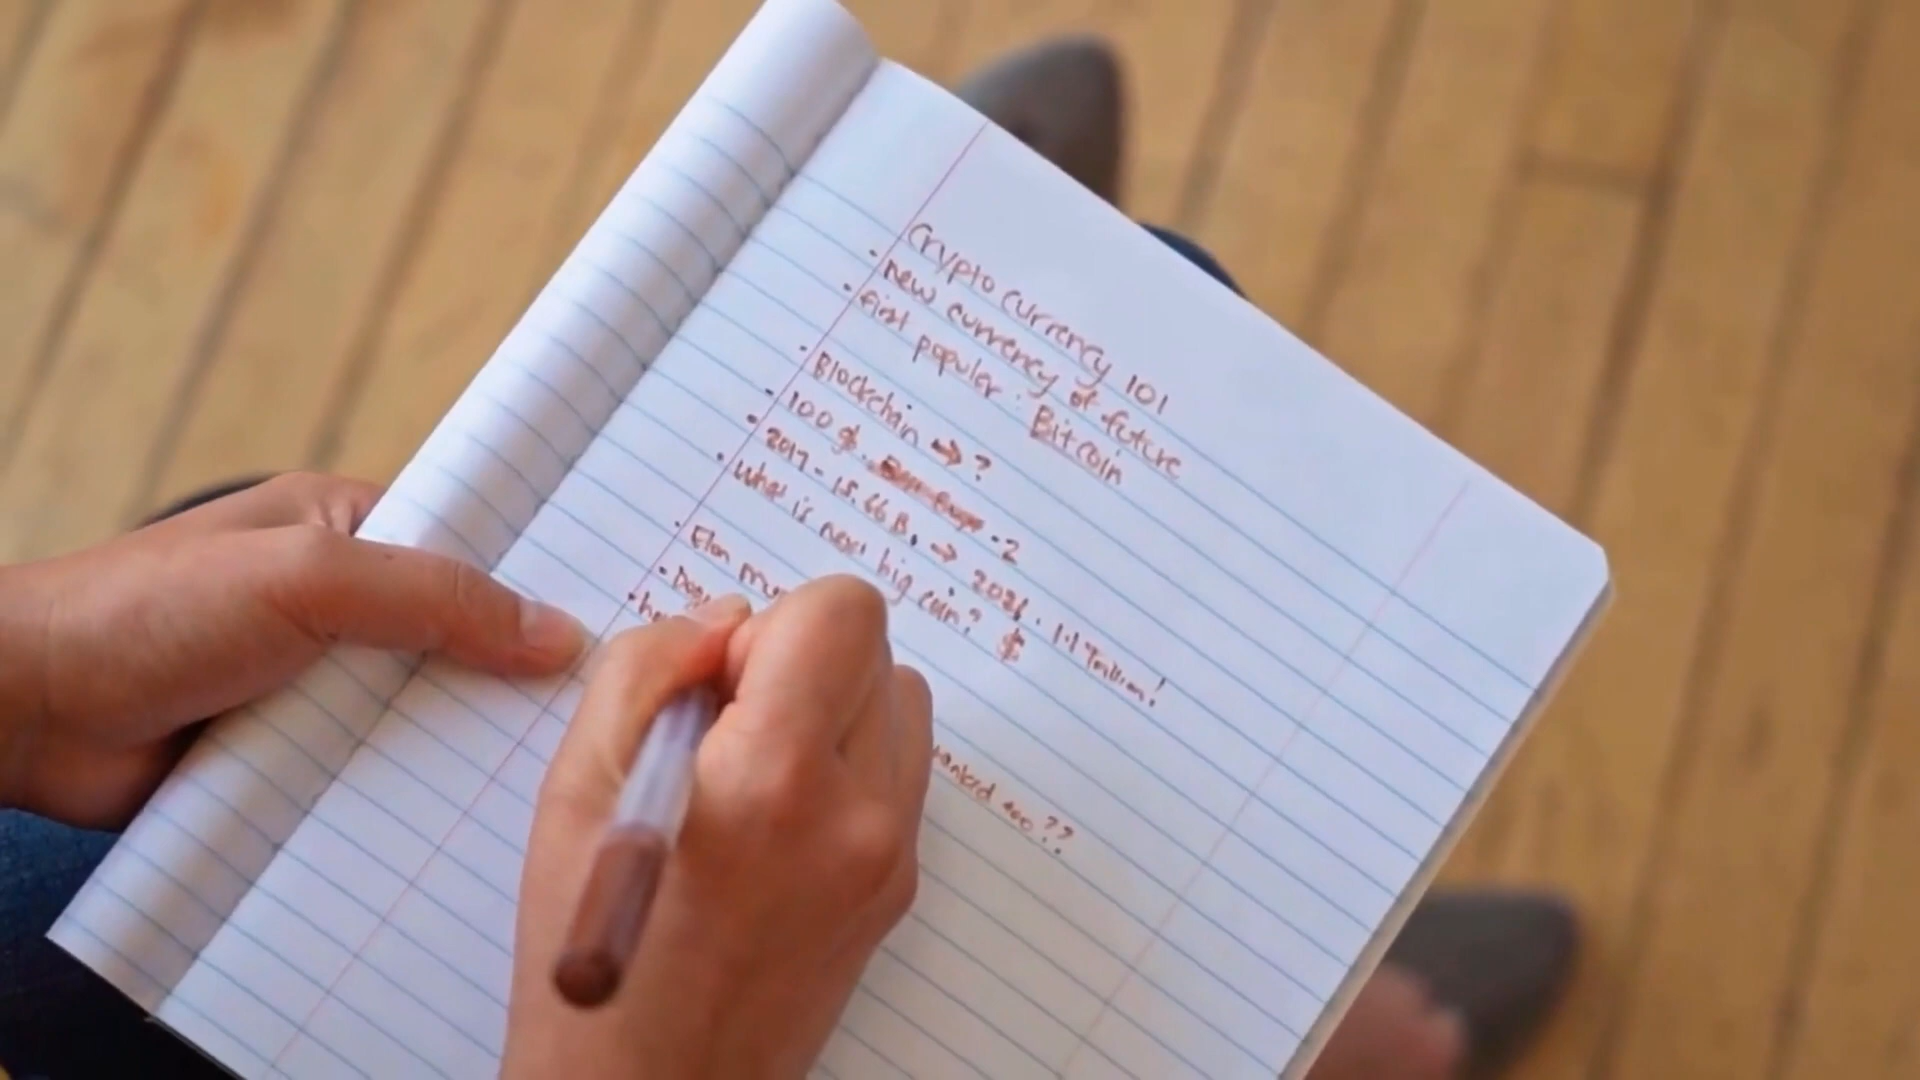 Crypto currency 101
• new currency of future
• first popular : Bitcoin
• Blockchain → ?
• 100 $ . - 2
• 2017 - 15.66 B. → 2021 . 1.1 Trillion!
• What is next big coin? $
• Elon
??